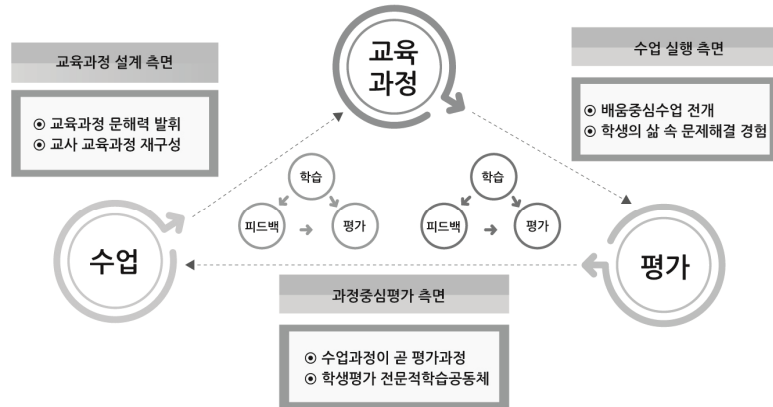 교육
과정
교육과정 설계 측면
◉ 교육과정 문해력 발휘
◉ 교사 교육과정 재구성
수업 실행 측면
◉ 배움중심수업 전개
◉ 학생의 삶 속 문제해결 경험
학습
피드백
평가
학습
피드백
평가
수업
평가
과정중심평가 측면
◉ 수업과정이 곧 평가과정
◉ 학생평가 전문적학습공동체